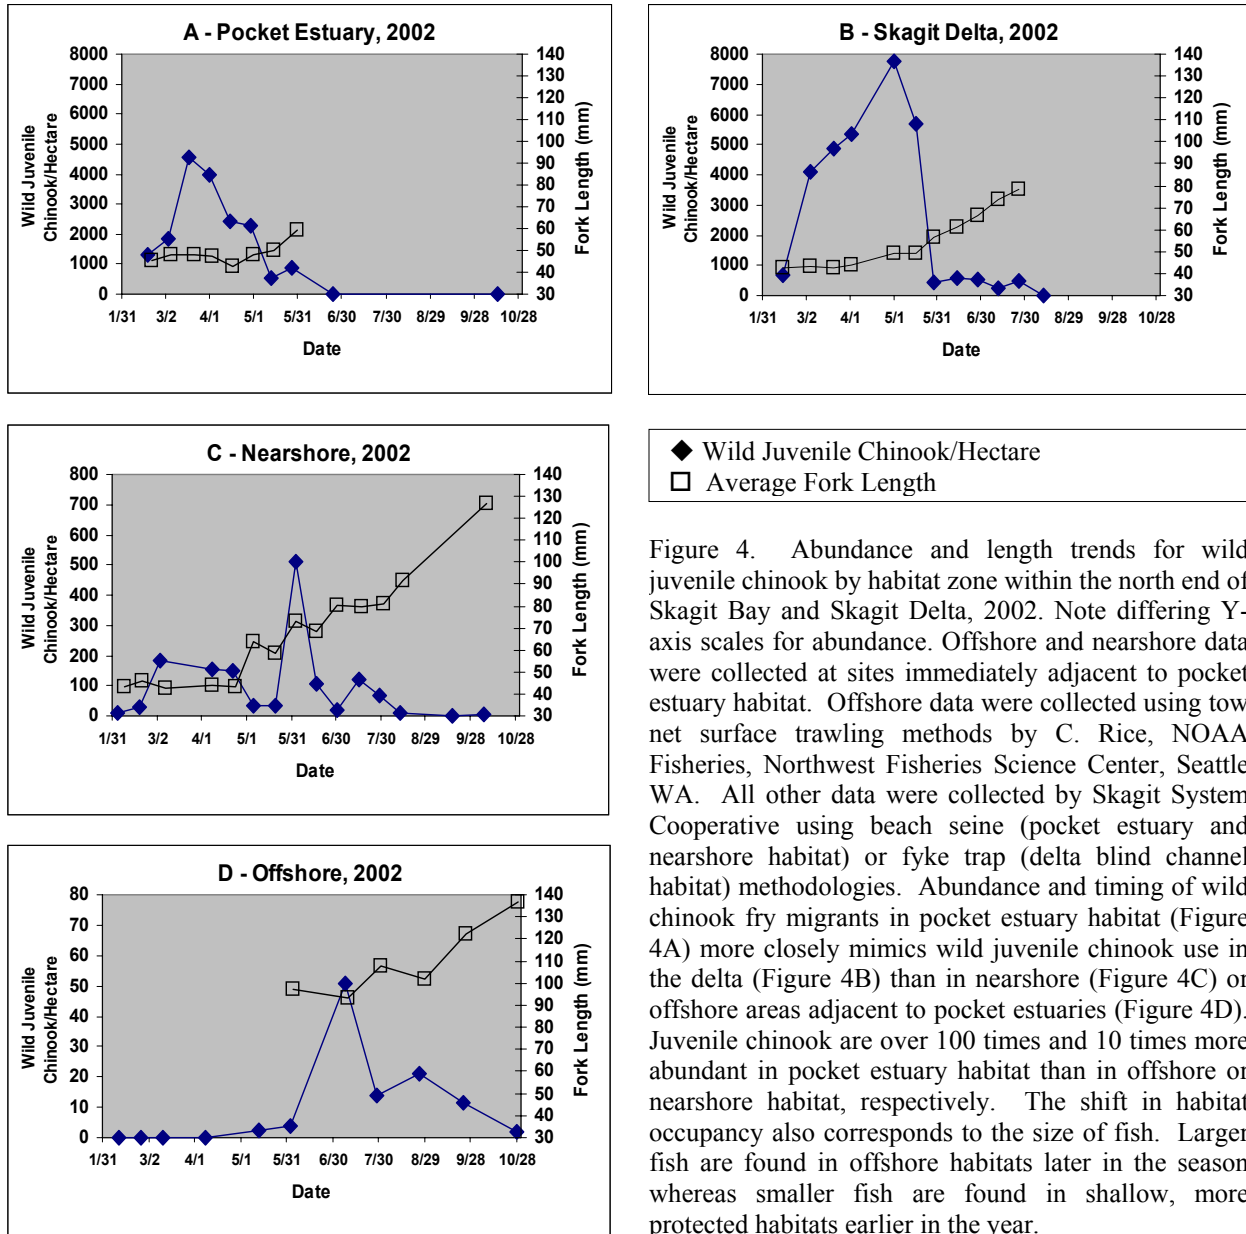 A - Pocket Estuary, 2002
Wild Juvenile
Chinook/Hectare
8000
7000
6000
5000
4000
3000
2000
1000
0
140
130
120
110
100
90
80
70
60
50
40
30
Fork Length (mm)
1/31 3/2 4/1 5/1 5/31 6/30 7/30 8/29 9/28 10/28
Date
B - Skagit Delta, 2002
Wild Juvenile
Chinook/Hectare
8000
7000
6000
5000
4000
3000
2000
1000
0
140
130
120
110
100
90
80
70
60
50
40
30
Fork Length (mm)
1/31 3/2 4/1 5/1 5/31 6/30 7/30 8/29 9/28 10/28
Date
C - Nearshore, 2002
Wild Juvenile
Chinook/Hectare
800
700
600
500
400
300
200
100
0
140
130
120
110
100
90
80
70
60
50
40
30
Fork Length (mm)
1/31 3/2 4/1 5/1 5/31 6/30 7/30 8/29 9/28 10/28
Date
D - Offshore, 2002
Wild Juvenile
Chinook/Hectare
80
70
60
50
40
30
20
10
0
140
130
120
110
100
90
80
70
60
50
40
30
Fork Length (mm)
1/31 3/2 4/1 5/1 5/31 6/30 7/30 8/29 9/28 10/28
Date
Wild Juvenile Chinook/Hectare
Average Fork Length
Figure 4. Abundance and length trends for wild
juvenile chinook by habitat zone within the north end of
Skagit Bay and Skagit Delta, 2002. Note differing Y-
axis scales for abundance. Offshore and nearshore data
were collected at sites immediately adjacent to pocket
estuary habitat. Offshore data were collected using tow
net surface trawling methods by C. Rice, NOAA
Fisheries, Northwest Fisheries Science Center, Seattle
WA. All other data were collected by Skagit System
Cooperative using beach seine (pocket estuary and
nearshore habitat) or fyke trap (delta blind channel
habitat) methodologies. Abundance and timing of wild
chinook fry migrants in pocket estuary habitat (Figure
4A) more closely mimics wild juvenile chinook use in
the delta (Figure 4B) than in nearshore (Figure 4C) or
offshore areas adjacent to pocket estuaries (Figure 4D).
Juvenile chinook are over 100 times and 10 times more
abundant in pocket estuary habitat than in offshore or
nearshore habitat, respectively. The shift in habitat
occupancy also corresponds to the size of fish. Larger
fish are found in offshore habitats later in the season
whereas smaller fish are found in shallow, more
protected habitats earlier in the year.